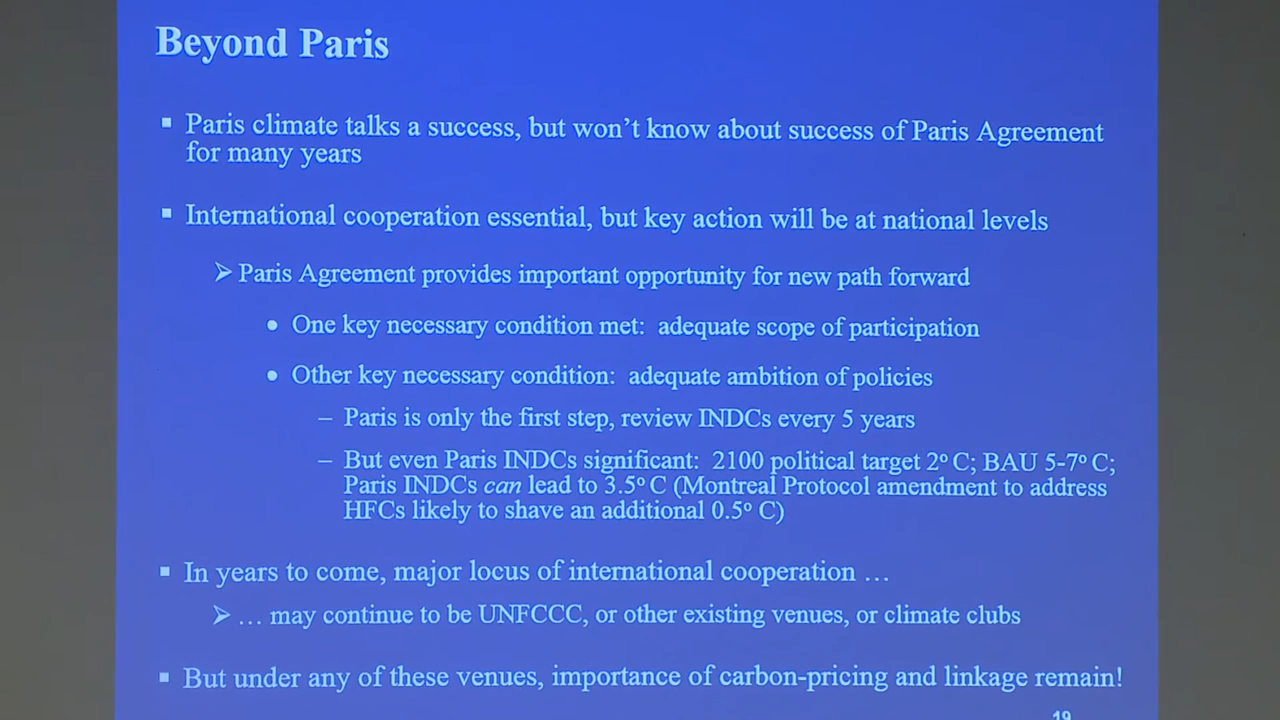 Beyond Paris
▪ Paris climate talks a success, but won't know about success of Paris Agreement
for many years
▪ International cooperation essential, but key action will be at national levels
➢ Paris Agreement provides important opportunity for new path forward
• One key necessary condition met: adequate scope of participation
• Other key necessary condition: adequate ambition of policies
– Paris is only the first step, review INDCs every 5 years
– But even Paris INDCs significant: 2100 political target 2º C; BAU 5-7º C;
Paris INDCs can lead to 3.5º C (Montreal Protocol amendment to address
HFCs likely to shave an additional 0.5º C)
▪ In years to come, major locus of international cooperation …
➢ … may continue to be UNFCCC, or other existing venues, or climate clubs
▪ But under any of these venues, importance of carbon-pricing and linkage remain!
19